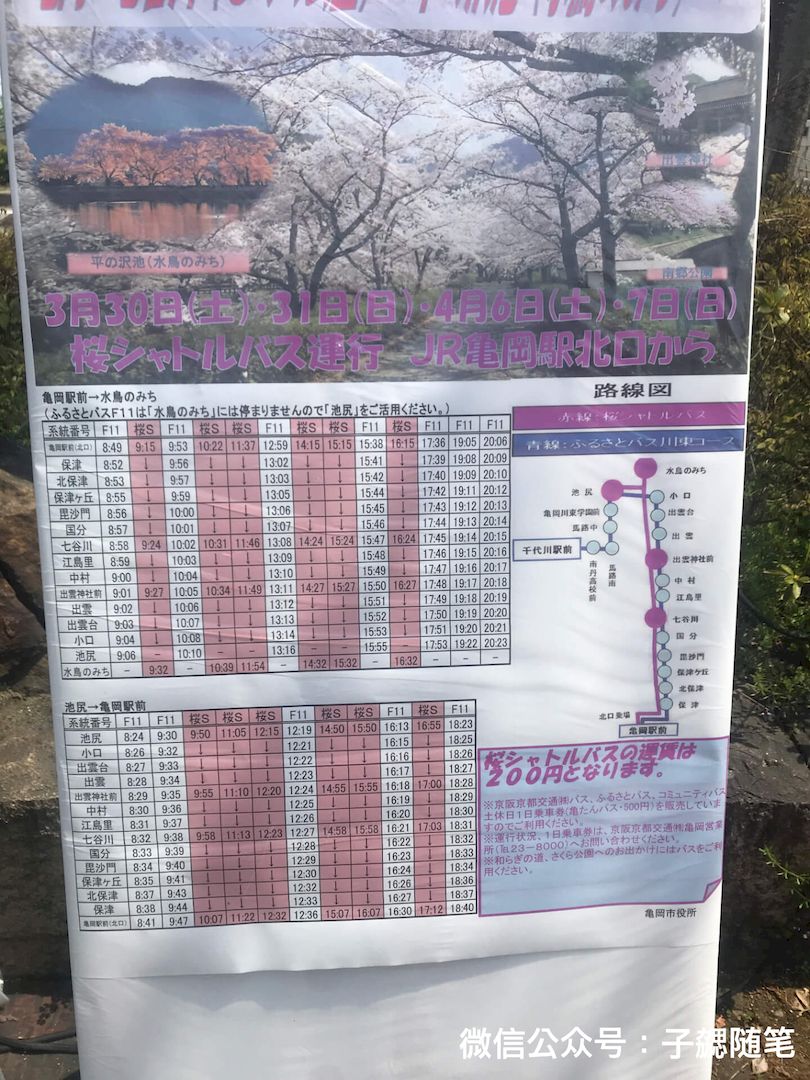 出雲神社
平の沢池(水鳥のみち)
南郷公園
3月30日(土)・31日(日)・4月6日(土)・7日(日)
桜シャトルバス運行 JR亀岡駅北口から
亀岡駅前→水鳥のみち
(ふるさとバスF11は「水鳥のみち」には停まりませんので「池尻」をご活用ください。)
系統番号 F11 桜S F11 桜S 桜S F11 桜S 桜S F11 桜S F11 F11 F11
亀岡駅前(北口) 8:49 9:15 9:53 10:22 11:37 12:59 14:15 15:15 15:38 16:15 17:36 19:05 20:06
保津 8:52 ↓ 9:56 ↓ ↓ 13:02 ↓ ↓ 15:41 ↓ 17:39 19:08 20:09
北保津 8:53 ↓ 9:57 ↓ ↓ 13:03 ↓ ↓ 15:42 ↓ 17:40 19:09 20:10
保津ヶ丘 8:55 ↓ 9:59 ↓ ↓ 13:05 ↓ ↓ 15:44 ↓ 17:42 19:11 20:12
毘沙門 8:56 ↓ 10:00 ↓ ↓ 13:06 ↓ ↓ 15:45 ↓ 17:43 19:12 20:13
国分 8:57 ↓ 10:01 ↓ ↓ 13:07 ↓ ↓ 15:46 ↓ 17:44 19:13 20:14
七谷川 8:58 9:24 10:02 10:31 11:46 13:08 14:24 15:24 15:47 16:24 17:45 19:14 20:15
江島里 8:59 ↓ 10:03 ↓ ↓ 13:09 ↓ ↓ 15:48 ↓ 17:46 19:15 20:16
中村 9:00 ↓ 10:04 ↓ ↓ 13:10 ↓ ↓ 15:49 ↓ 17:47 19:16 20:17
出雲神社前 9:01 9:27 10:05 10:34 11:49 13:11 14:27 15:27 15:50 16:27 17:48 19:17 20:18
出雲 9:02 ↓ 10:06 ↓ ↓ 13:12 ↓ ↓ 15:51 ↓ 17:49 19:18 20:19
出雲台 9:03 ↓ 10:07 ↓ ↓ 13:13 ↓ ↓ 15:52 ↓ 17:50 19:19 20:20
小口 9:04 ↓ 10:08 ↓ ↓ 13:14 ↓ ↓ 15:53 ↓ 17:51 19:20 20:21
池尻 9:06 − 10:10 − − 13:16 − − 15:55 − 17:53 19:22 20:23
水鳥のみち − 9:32 − 10:39 11:54 − 14:32 15:32 − 16:32 − − −
路線図
赤線:桜シャトルバス
青線:ふるさとバス川東コース
水鳥のみち
池尻
小口
亀岡川東学園前
出雲台
馬路中
出雲
千代川駅前
出雲神社前
南丹高校前
馬路南
中村
江島里
七谷川
国分
毘沙門
保津ケ丘
北保津
保津
北口乗場
亀岡駅前
池尻→亀岡駅前
系統番号 F11 F11 桜S 桜S 桜S F11 桜S 桜S F11 桜S F11
池尻 8:24 9:30 9:50 11:05 12:15 12:19 14:50 15:50 16:13 16:55 18:23
小口 8:26 9:32 ↓ ↓ ↓ 12:21 ↓ ↓ 16:15 ↓ 18:25
出雲台 8:27 9:33 ↓ ↓ ↓ 12:22 ↓ ↓ 16:16 ↓ 18:26
出雲 8:28 9:34 ↓ ↓ ↓ 12:23 ↓ ↓ 16:17 ↓ 18:27
出雲神社前 8:29 9:35 9:55 11:10 12:20 12:24 14:55 15:55 16:18 17:00 18:28
中村 8:30 9:36 ↓ ↓ ↓ 12:25 ↓ ↓ 16:19 ↓ 18:29
江島里 8:31 9:37 ↓ ↓ ↓ 12:26 ↓ ↓ 16:20 ↓ 18:30
七谷川 8:32 9:38 9:58 11:13 12:23 12:27 14:58 15:58 16:21 17:03 18:31
国分 8:33 9:39 ↓ ↓ ↓ 12:28 ↓ ↓ 16:22 ↓ 18:32
毘沙門 8:34 9:40 ↓ ↓ ↓ 12:29 ↓ ↓ 16:23 ↓ 18:33
保津ヶ丘 8:35 9:41 ↓ ↓ ↓ 12:30 ↓ ↓ 16:24 ↓ 18:34
北保津 8:37 9:43 ↓ ↓ ↓ 12:32 ↓ ↓ 16:26 ↓ 18:36
保津 8:38 9:44 ↓ ↓ ↓ 12:33 ↓ ↓ 16:27 ↓ 18:37
亀岡駅前(北口) 8:41 9:47 10:07 11:22 12:32 12:36 15:07 16:07 16:30 17:12 18:40
桜シャトルバスの運賃は
200円となります。
※京阪京都交通㈱バス、ふるさとバス、コミュニティバス
土休日1日乗車券(亀たんバス・500円)を販売していま
すのでご利用ください。
※運行状況、1日乗車券は、京阪京都交通㈱亀岡営業
所(℡23-8000)へお問い合わせください。
※和らぎの道、さくら公園へのお出かけにはバスをご利
用ください。
亀岡市役所
微信公众号:子勰随笔